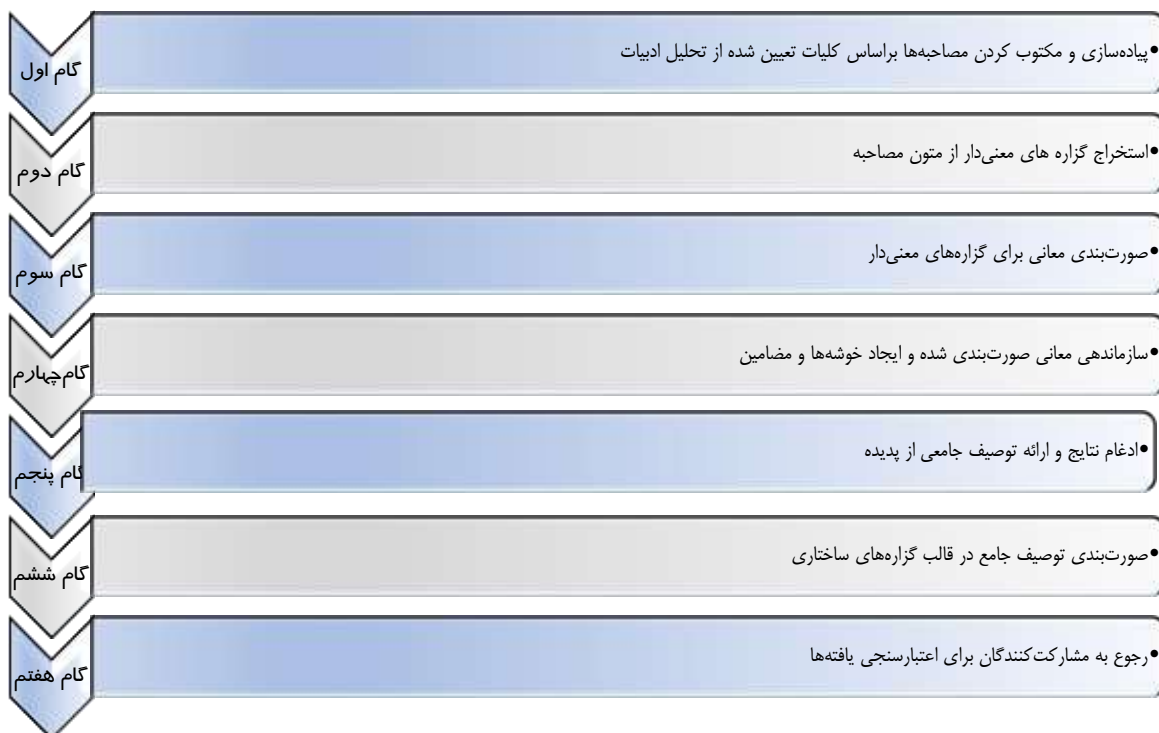 گام اول
•پیاده‌سازی و مکتوب کردن مصاحبه‌ها براساس کلیات تعیین شده از تحلیل ادبیات
گام دوم
•استخراج گزاره های معنی‌دار از متون مصاحبه
گام سوم
•صورت‌بندی معانی برای گزاره‌های معنی‌دار
گام‌چهارم
•سازماندهی معانی صورت‌بندی شده و ایجاد خوشه‌ها و مضامین
گام پنجم
•ادغام نتایج و ارائه توصیف جامعی از پدیده
گام ششم
•صورت‌بندی توصیف جامع در قالب گزاره‌های ساختاری
گام هفتم
•رجوع به مشارکت‌کنندگان برای اعتبارسنجی یافته‌ها